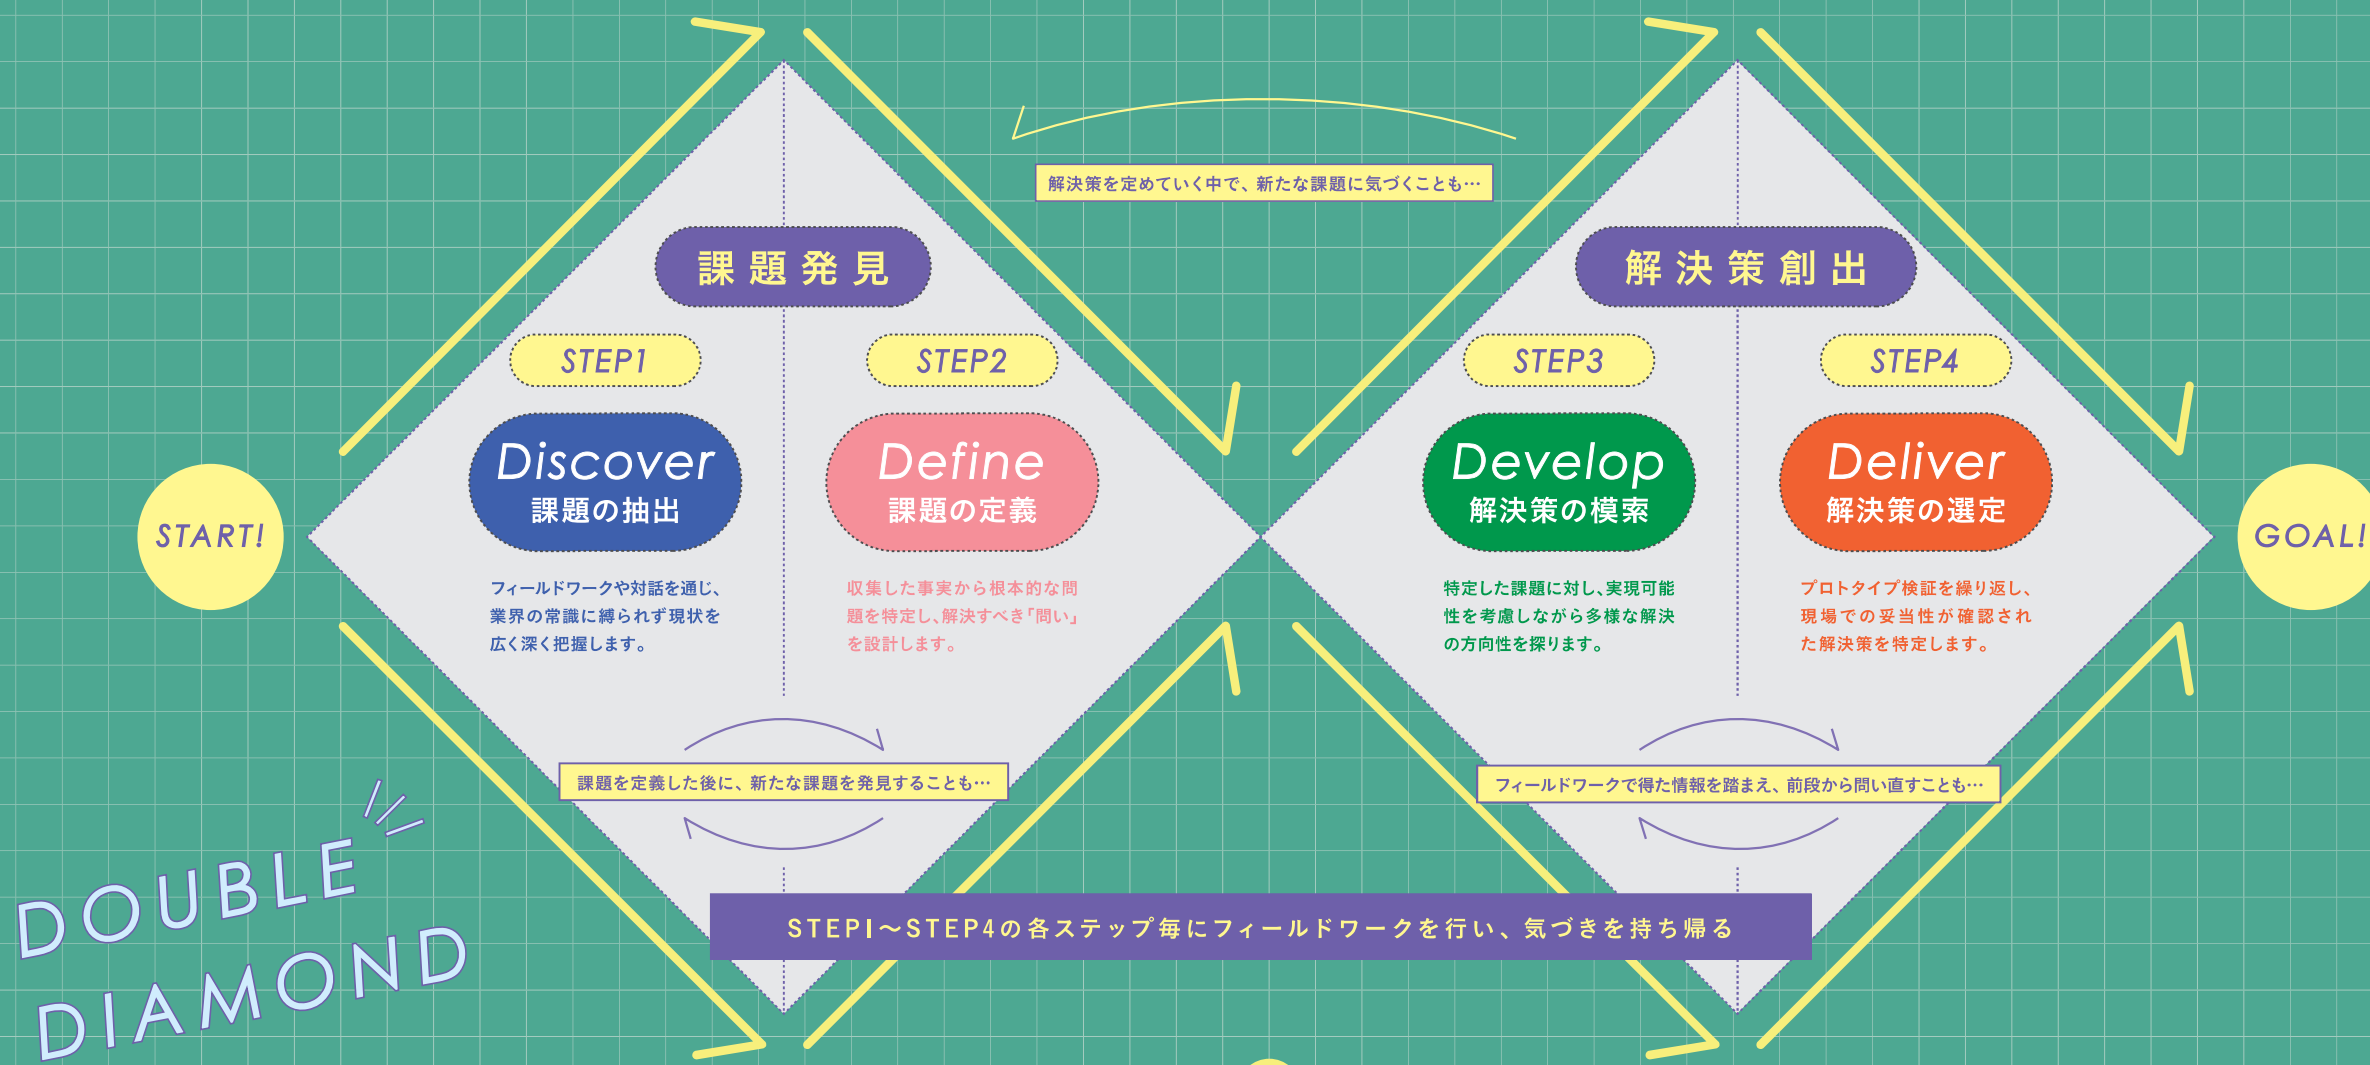 解決策を定めていく中で、新たな課題に気づくことも…
課題発見
STEP1
Discover
課題の抽出
フィールドワークや対話を通じ、
業界の常識に縛られず現状を
広く深く把握します。
STEP2
Define
課題の定義
収集した事実から根本的な問
題を特定し、解決すべき「問い」
を設計します。
課題を定義した後に、新たな課題を発見することも…
解決策創出
STEP3
Develop
解決策の模索
特定した課題に対し、実現可能
性を考慮しながら多様な解決
の方向性を探ります。
STEP4
Deliver
解決策の選定
プロトタイプ検証を繰り返し、
現場での妥当性が確認され
た解決策を特定します。
フィールドワークで得た情報を踏まえ、前段から問い直すことも…
START!
GOAL!
STEP1〜STEP4の各ステップ毎にフィールドワークを行い、気づきを持ち帰る
DOUBLE
DIAMOND